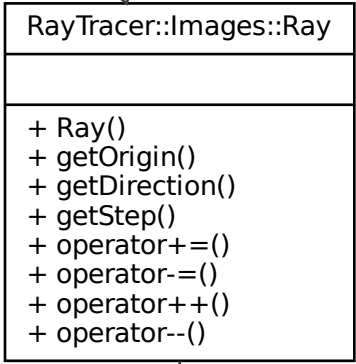 RayTracer::Images::Ray
+ Ray()
+ getOrigin()
+ getDirection()
+ getStep()
+ operator+=()
+ operator-=()
+ operator++()
+ operator--()